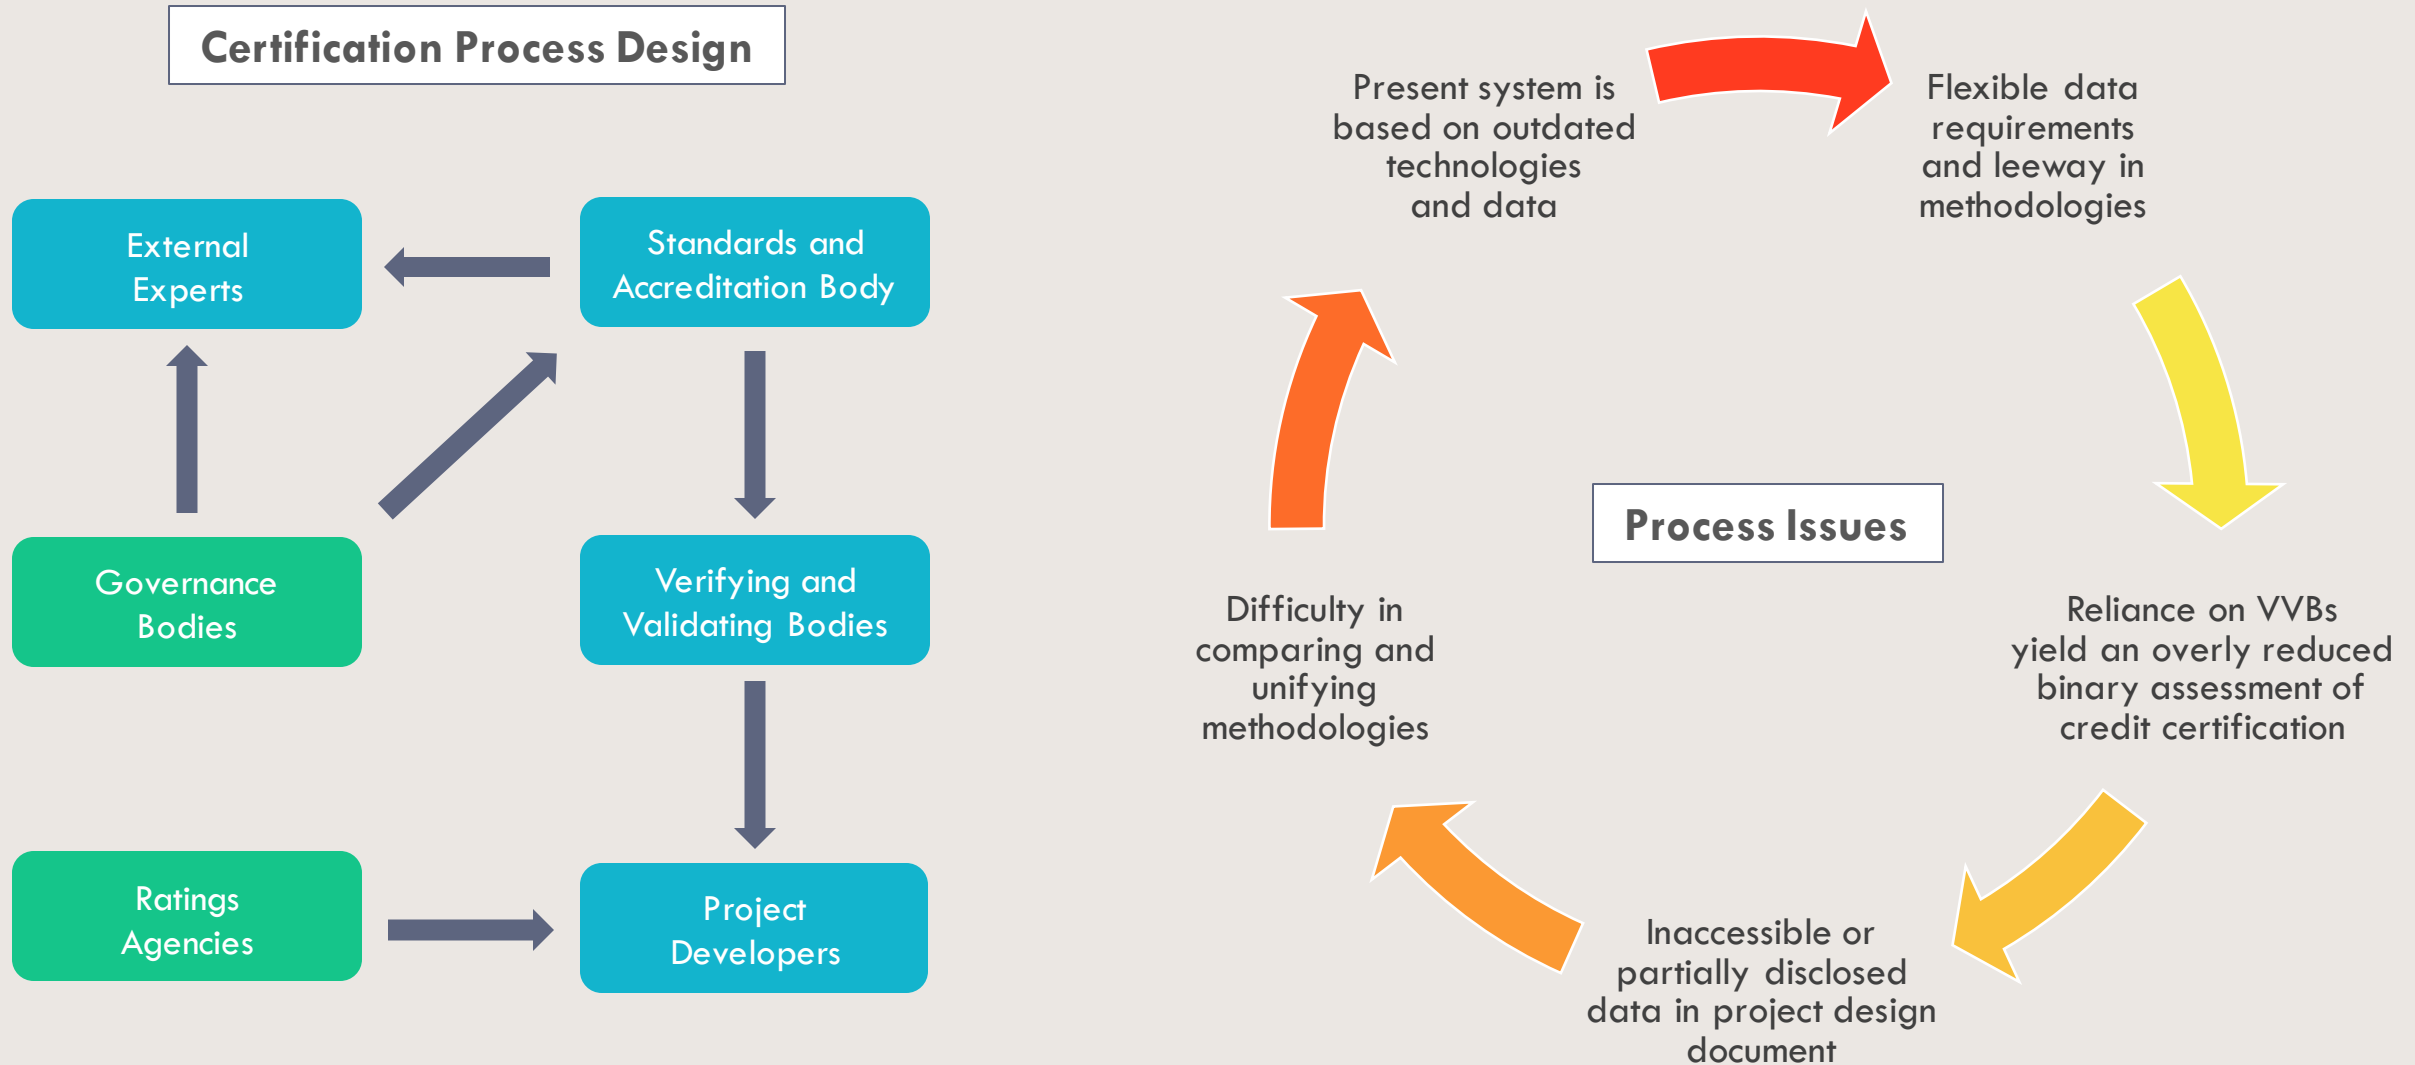 Certification Process Design
External
Experts
Standards and
Accreditation Body
Governance
Bodies
Verifying and
Validating Bodies
Ratings
Agencies
Project
Developers
Present system is
based on outdated
technologies
and data
Flexible data
requirements
and leeway in
methodologies
Process Issues
Reliance on VVBs
yield an overly reduced
binary assessment of
credit certification
Inaccessible or
partially disclosed
data in project design
document
Difficulty in
comparing and
unifying
methodologies